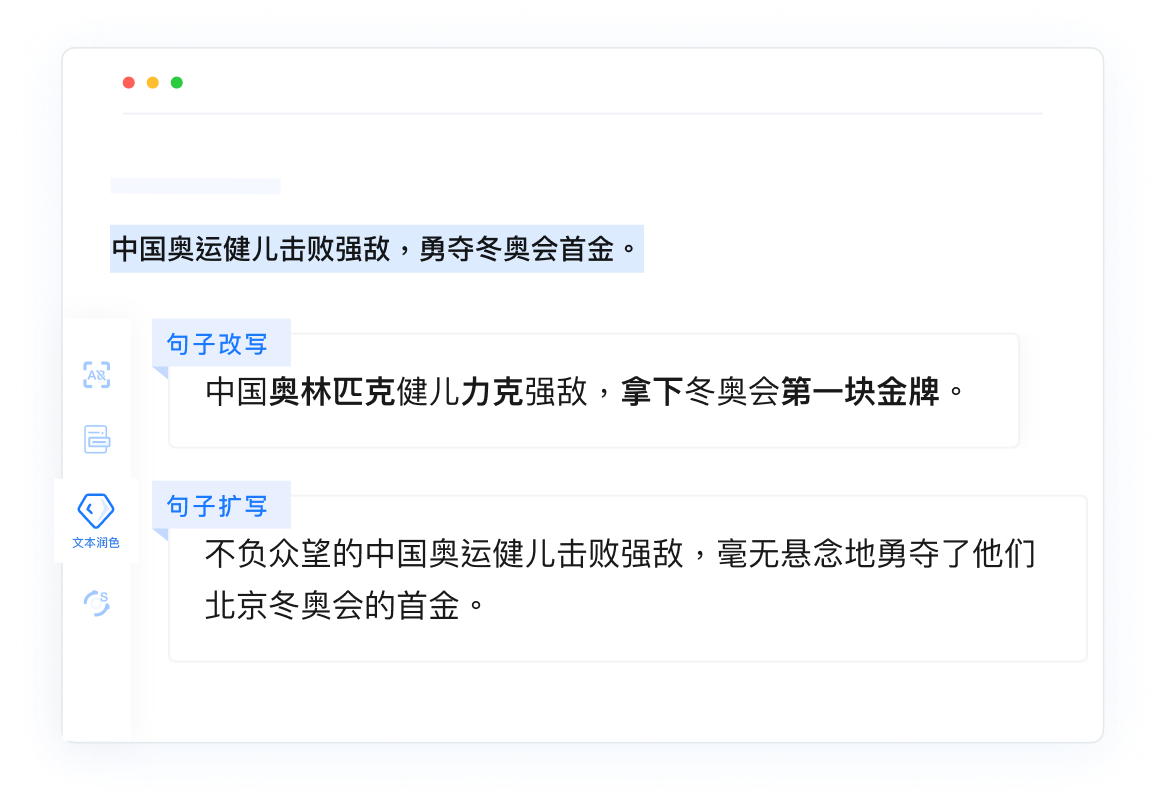 中国奥运健儿击败强敌，勇夺冬奥会首金。
句子改写
中国奥林匹克健儿力克强敌，拿下冬奥会第一块金牌。
句子扩写
不负众望的中国奥运健儿击败强敌，毫无悬念地勇夺了他们
北京冬奥会的首金。
文本润色
S